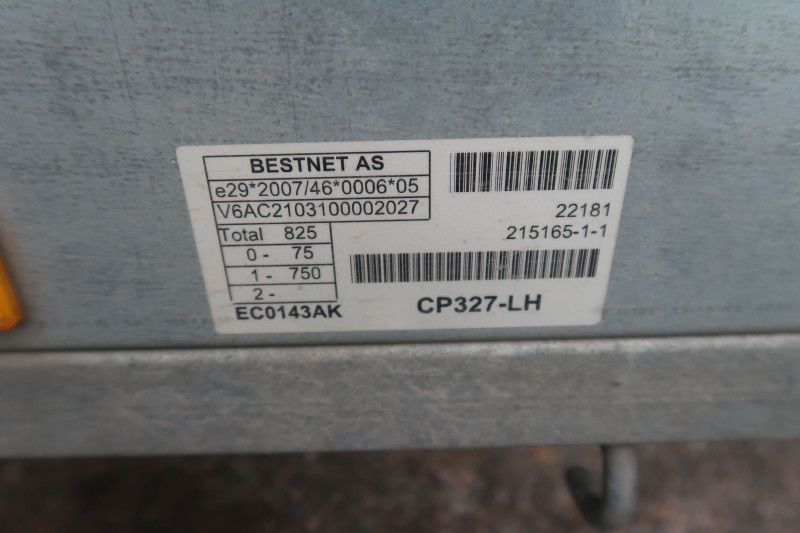 BESTNET AS
e29*2007/46*0006*05
V6AC2103100002027
Total 825
0 - 75
1 - 750
2 -
EC0143AK
22181
215165-1-1
CP327-LH